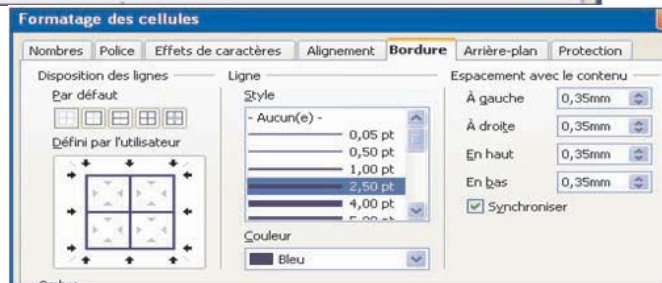 Formatage des cellules
Nombres Police Effets de caractères Alignement Bordure Arrière-plan Protection
Disposition des lignes Ligne Espacement avec le contenu
Par défaut Style À gauche 0,35mm
- Aucun(e) -
0,05 pt À droite 0,35mm
Défini par l'utilisateur 0,50 pt
1,00 pt En haut 0,35mm
2,50 pt En bas 0,35mm
4,00 pt Synchroniser
Couleur
Bleu